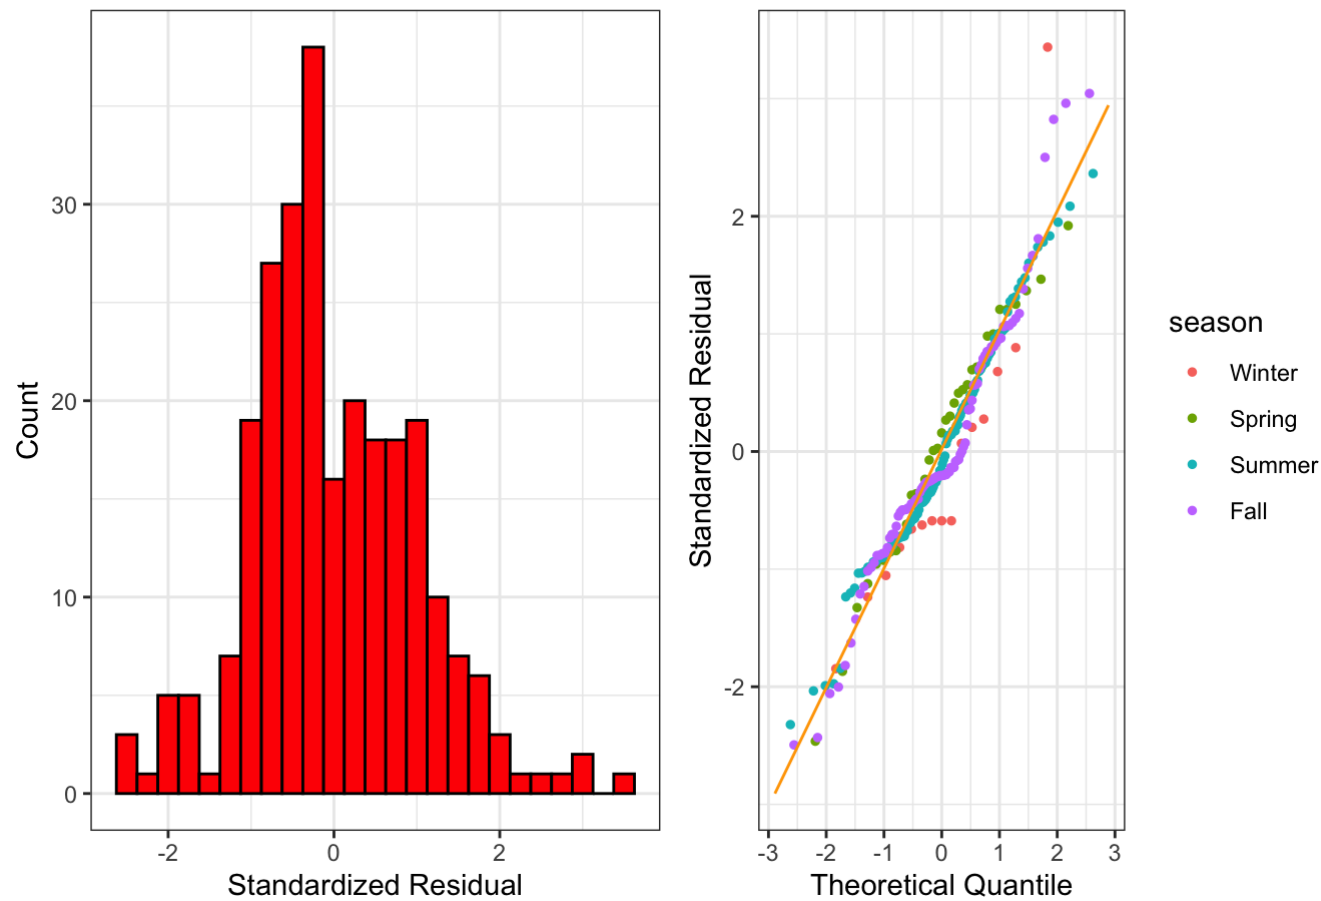 Count
30
20
10
0
-2
0
2
Standardized Residual
Standardized Residual
2
0
-2
-3
-2
-1
0
1
2
3
Theoretical Quantile
season
Winter
Spring
Summer
Fall